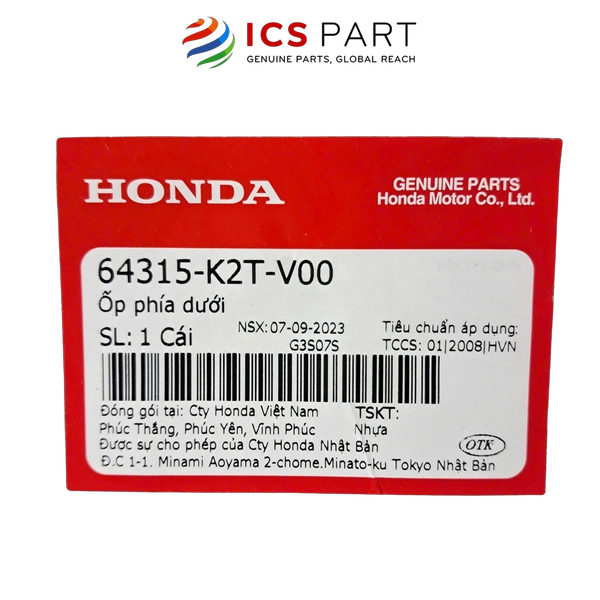 ICS PART
GENUINE PARTS, GLOBAL REACH
HONDA
GENUINE PARTS
Honda Motor Co., Ltd.
64315-K2T-V00
Ốp phía dưới
SL: 1 Cái
NSX: 07-09-2023
G3S07S
Tiêu chuẩn áp dụng:
TCCS: 01|2008|HVN
Đóng gói tại: Cty Honda Việt Nam
Phúc Thắng, Phúc Yên, Vĩnh Phúc
TSKT:
Nhựa
Được sự cho phép của Cty Honda Nhật Bản
Đ.C 1-1. Minami Aoyama 2-chome.Minato-ku Tokyo Nhật Bản
OTK